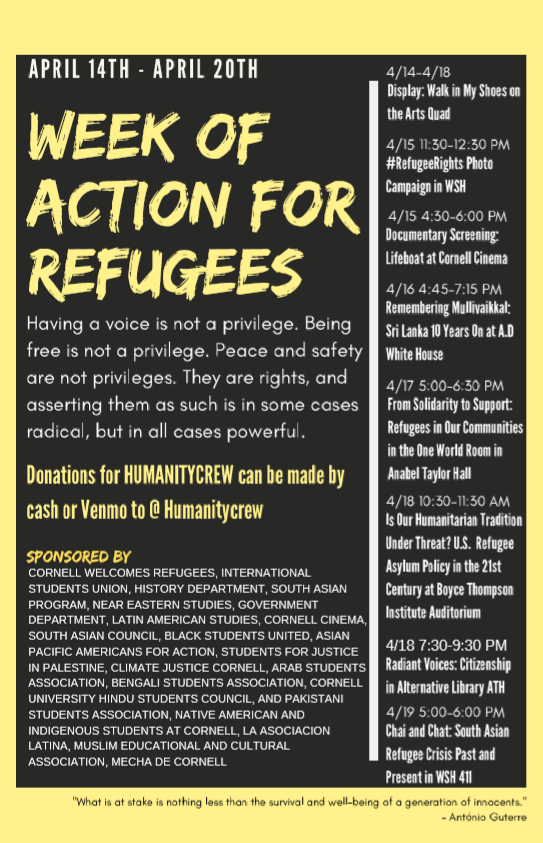 APRIL 14TH - APRIL 20TH
WEEK OF
ACTION FOR
REFUGEES
Having a voice is not a privilege. Being
free is not a privilege. Peace and safety
are not privileges. They are rights, and
asserting them as such is in some cases
radical, but in all cases powerful.
Donations for HUMANITYCREW can be made by
cash or Venmo to @ Humanitycrew
SPONSORED BY
CORNELL WELCOMES REFUGEES, INTERNATIONAL
STUDENTS UNION, HISTORY DEPARTMENT, SOUTH ASIAN
PROGRAM, NEAR EASTERN STUDIES, GOVERNMENT
DEPARTMENT, LATIN AMERICAN STUDIES, CORNELL CINEMA,
SOUTH ASIAN COUNCIL, BLACK STUDENTS UNITED, ASIAN
PACIFIC AMERICANS FOR ACTION, STUDENTS FOR JUSTICE
IN PALESTINE, CLIMATE JUSTICE CORNELL, ARAB STUDENTS
ASSOCIATION, BENGALI STUDENTS ASSOCIATION, CORNELL
UNIVERSITY HINDU STUDENTS COUNCIL, AND PAKISTANI
STUDENTS ASSOCIATION, NATIVE AMERICAN AND
INDIGENOUS STUDENTS AT CORNELL, LA ASOCIACION
LATINA, MUSLIM EDUCATIONAL AND CULTURAL
ASSOCIATION, MECHA DE CORNELL
4/14-4/18
Display: Walk in My Shoes on
the Arts Quad
4/15 11:30-12:30 PM
#RefugeeRights Photo
Campaign in WSH
4/15 4:30-6:00 PM
Documentary Screening:
Lifeboat at Cornell Cinema
4/16 4:45-7:15 PM
Remembering Mullivaikkal:
Sri Lanka 10 Years On at A.D
White House
4/17 5:00-6:30 PM
From Solidarity to Support:
Refugees in Our Communities
in the One World Room in
Anabel Taylor Hall
4/18 10:30-11:30 AM
Is Our Humanitarian Tradition
Under Threat? U.S. Refugee
Asylum Policy in the 21st
Century at Boyce Thompson
Institute Auditorium
4/18 7:30-9:30 PM
Radiant Voices: Citizenship
in Alternative Library ATH
4/19 5:00-6:00 PM
Chai and Chat: South Asian
Refugee Crisis Past and
Present in WSH 411
"What is at stake is nothing less than the survival and well-being of a generation of innocents."
- António Guterre